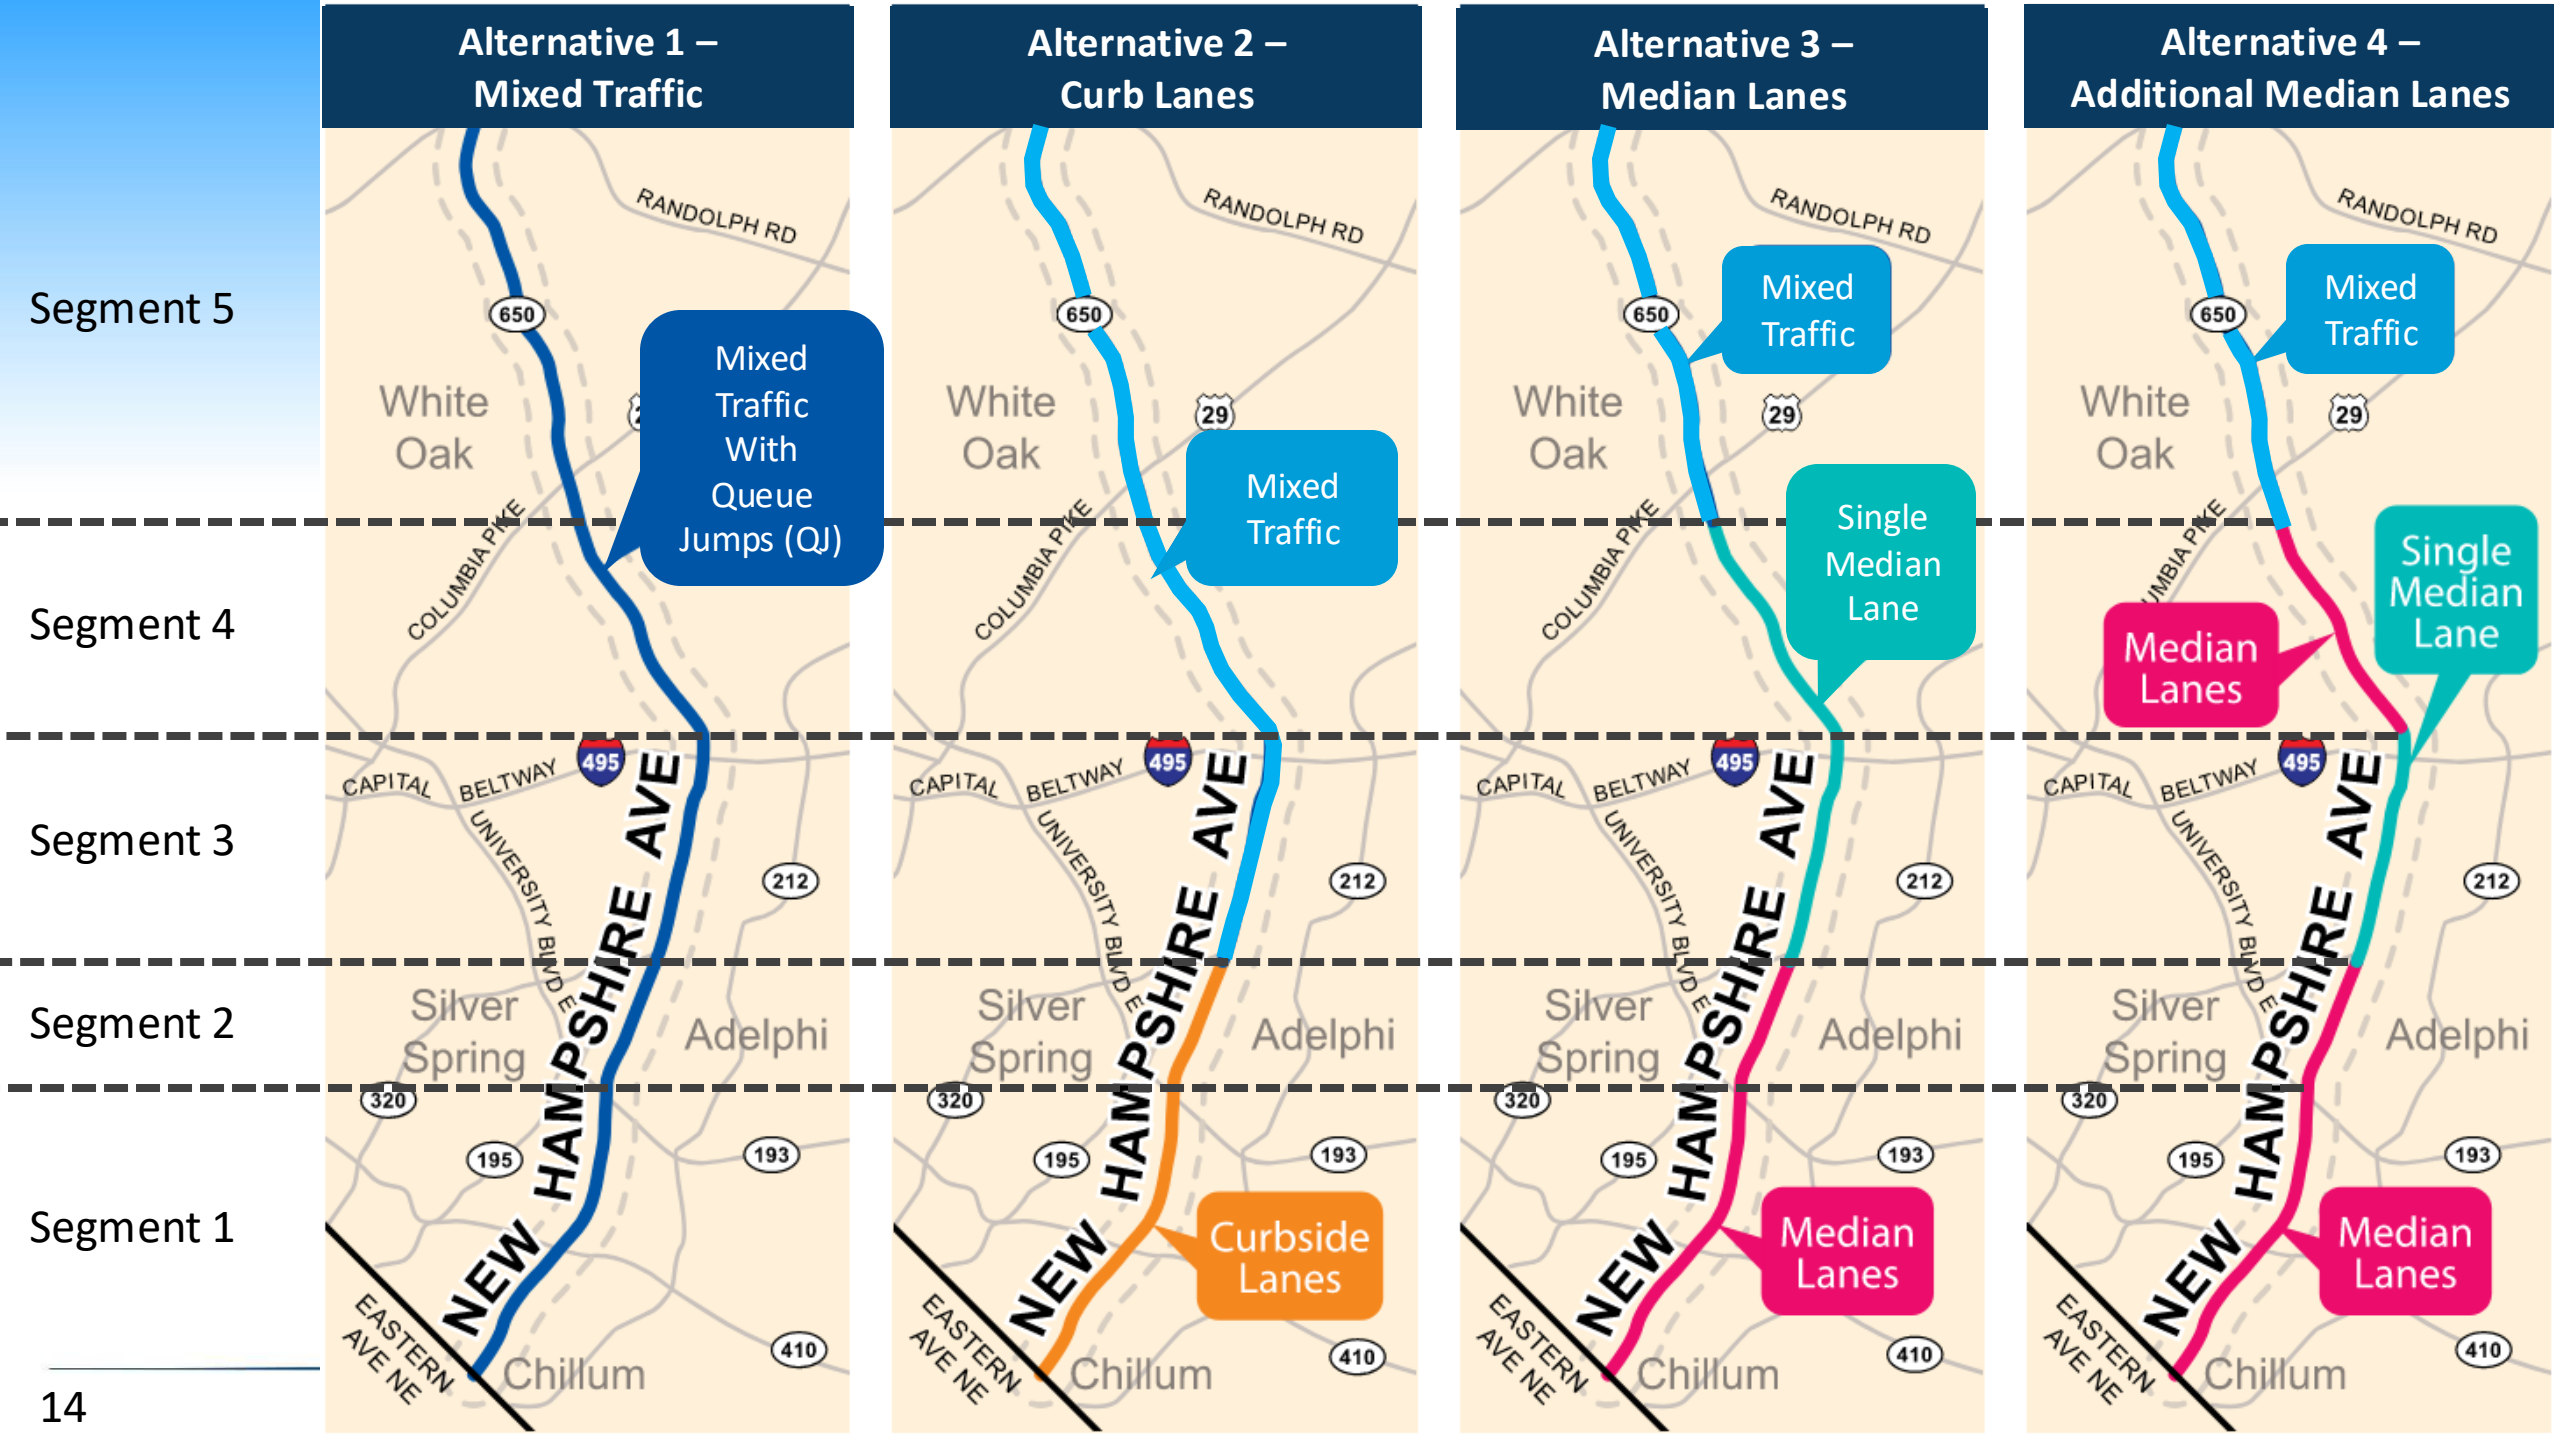 Alternative 1 –
Mixed Traffic
Alternative 2 –
Curb Lanes
Alternative 3 –
Median Lanes
Alternative 4 –
Additional Median Lanes
Segment 5
Segment 4
Segment 3
Segment 2
Segment 1
14
RANDOLPH RD
650
White
Oak
Mixed
Traffic
With
Queue
Jumps (QJ)
COLUMBIA PIKE
495
CAPITAL
BELTWAY
UNIVERSITY BLVD E
NEW HAMPSHIRE AVE
212
Silver
Spring
Adelphi
320
195
193
EASTERN
AVE NE
Chillum
410
RANDOLPH RD
650
White
Oak
29
Mixed
Traffic
COLUMBIA PIKE
495
CAPITAL
BELTWAY
UNIVERSITY BLVD E
NEW HAMPSHIRE AVE
212
Silver
Spring
Adelphi
320
195
193
Curbside
Lanes
EASTERN
AVE NE
Chillum
410
RANDOLPH RD
Mixed
Traffic
650
White
Oak
29
Single
Median
Lane
COLUMBIA PIKE
495
CAPITAL
BELTWAY
UNIVERSITY BLVD E
NEW HAMPSHIRE AVE
212
Silver
Spring
Adelphi
320
195
193
Median
Lanes
EASTERN
AVE NE
Chillum
410
RANDOLPH RD
Mixed
Traffic
650
White
Oak
29
Single
Median
Lane
UMBIA PIKE
Median
Lanes
495
CAPITAL
BELTWAY
UNIVERSITY BLVD E
NEW HAMPSHIRE AVE
212
Silver
Spring
Adelphi
320
195
193
Median
Lanes
EASTERN
AVE NE
Chillum
410